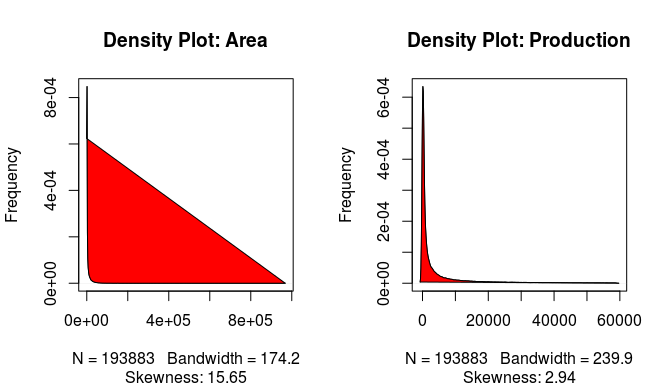 Density Plot: Area
Frequency
8e-04
4e-04
0e+00
0e+00 4e+05 8e+05
N = 193883 Bandwidth = 174.2
Skewness: 15.65
Density Plot: Production
Frequency
6e-04
4e-04
2e-04
0e+00
0 20000 40000 60000
N = 193883 Bandwidth = 239.9
Skewness: 2.94